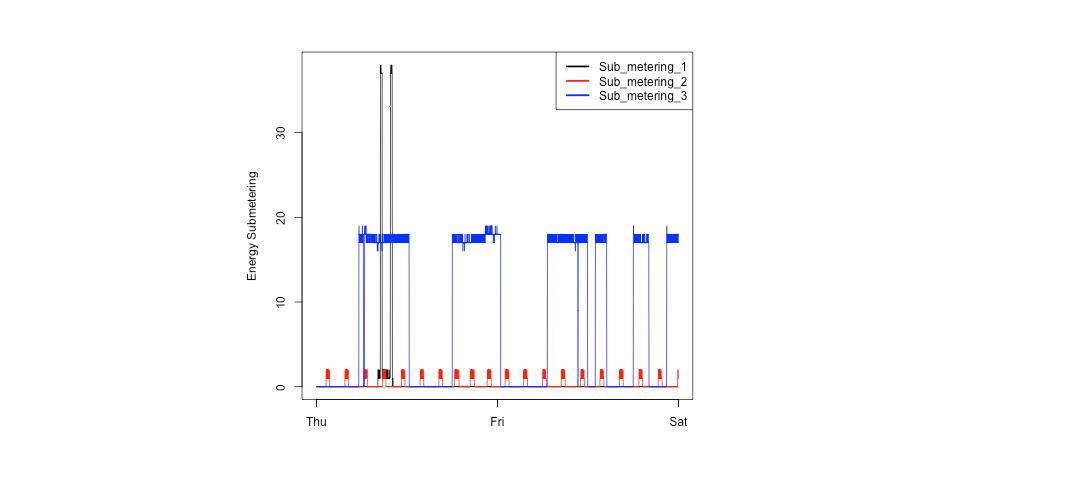 Sub_metering_1
Sub_metering_2
Sub_metering_3
Energy Submetering
30
20
10
0
Thu Fri Sat